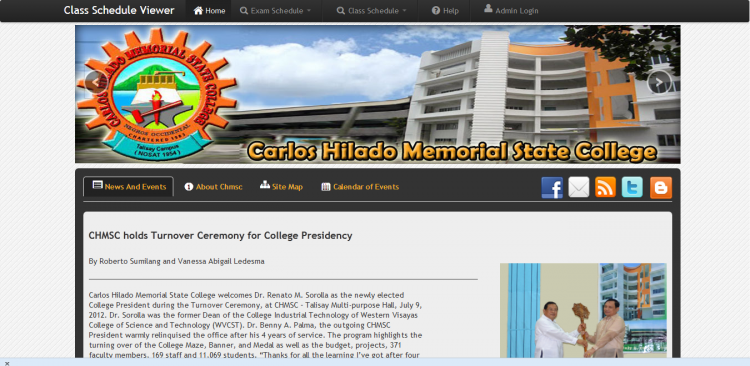 Class Schedule Viewer Home Exam Schedule Class Schedule Help Admin Login
CARLOS HILADO MEMORIAL STATE COLLEGE
NEGROS OCCIDENTAL
CHARTERED 1983
Talisay Campus
(NOSAT 1954)
Carlos Hilado Memorial State College
News And Events About Chmsc Site Map Calendar of Events
CHMSC holds Turnover Ceremony for College Presidency
By Roberto Sumilang and Vanessa Abigail Ledesma
Carlos Hilado Memorial State College welcomes Dr. Renato M. Sorolla as the newly elected
College President during the Turnover Ceremony, at CHMSC - Talisay Multi-purpose Hall, July 9,
2012. Dr. Sorolla was the former Dean of the College Industrial Technology of Western Visayas
College of Science and Technology (WVCST). Dr. Benny A. Palma, the outgoing CHMSC
President warmly relinquised the office after his 4 years of service. The program highlights the
turning over of the College Maze, Banner, and Medal as well as the budget, projects, 371
faculty members, 169 staff and 11,069 students. "Thanks for all the learning I've got after four